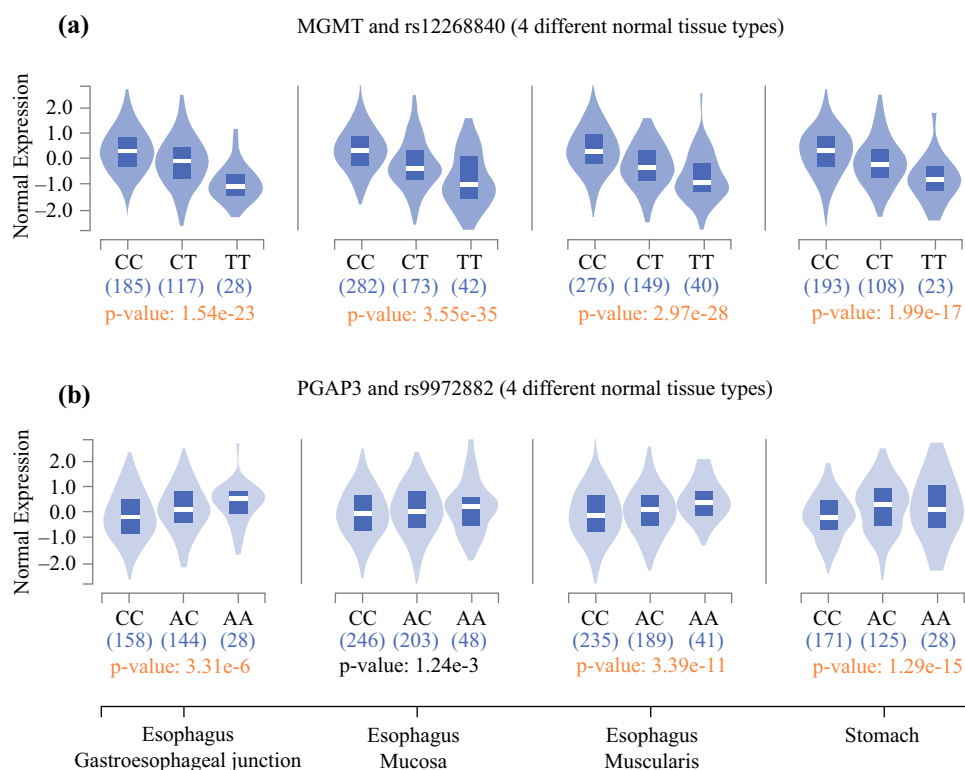 (a)
MGMT and rs12268840 (4 different normal tissue types)
Normal Expression
2.0
1.0
0.0
–1.0
–2.0
CC CT TT CC CT TT CC CT TT CC CT TT
(185) (117) (28) (282) (173) (42) (276) (149) (40) (193) (108) (23)
p-value: 1.54e-23 p-value: 3.55e-35 p-value: 2.97e-28 p-value: 1.99e-17
(b)
PGAP3 and rs9972882 (4 different normal tissue types)
Normal Expression
2.0
1.0
0.0
–1.0
–2.0
CC AC AA CC AC AA CC AC AA CC AC AA
(158) (144) (28) (246) (203) (48) (235) (189) (41) (171) (125) (28)
p-value: 3.31e-6 p-value: 1.24e-3 p-value: 3.39e-11 p-value: 1.29e-15
Esophagus Esophagus Esophagus Stomach
Gastroesophageal junction Mucosa Muscularis